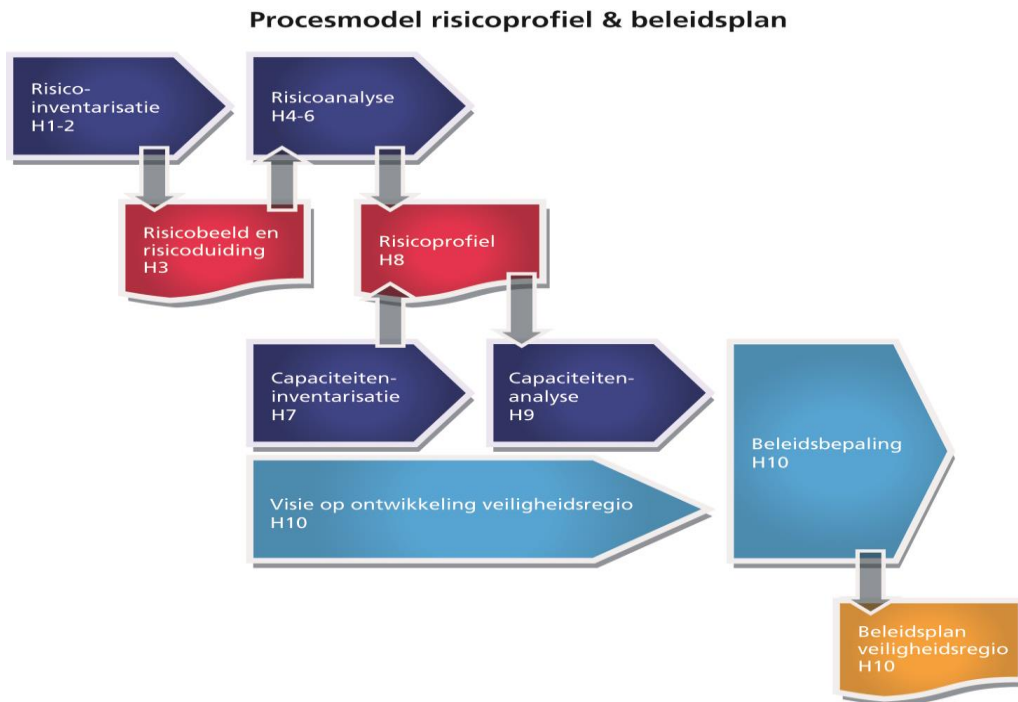 Procesmodel risicoprofiel & beleidsplan
Risico-
inventarisatie
H1-2
Risicoanalyse
H4-6
Risicobeeld en
risicoduiding
H3
Risicoprofiel
H8
Capaciteiten-
inventarisatie
H7
Capaciteiten-
analyse
H9
Beleidsbepaling
H10
Visie op ontwikkeling veiligheidsregio
H10
Beleidsplan
veiligheidsregio
H10